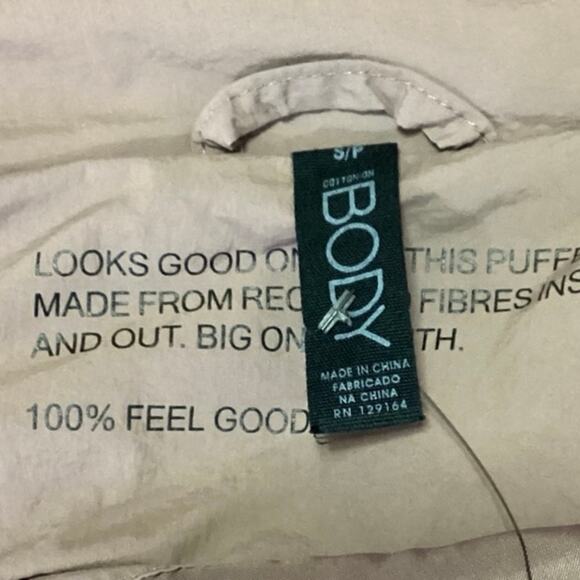 S/P
COTTON:ON
BODY
MADE IN CHINA
FABRICADO
NA CHINA
RN 129164
LOOKS GOOD ON THIS PUFF
MADE FROM REC FIBRES INS
AND OUT. BIG ON TH.
100% FEEL GOOD